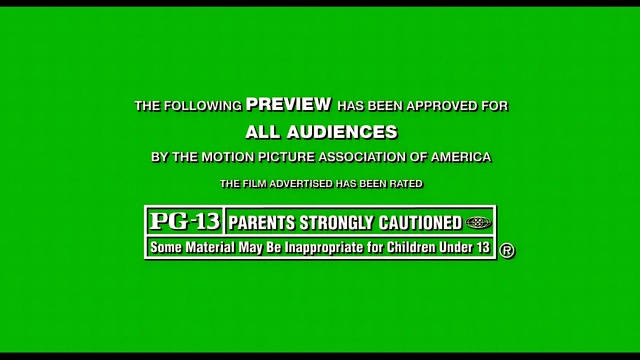 THE FOLLOWING PREVIEW HAS BEEN APPROVED FOR
ALL AUDIENCES
BY THE MOTION PICTURE ASSOCIATION OF AMERICA
THE FILM ADVERTISED HAS BEEN RATED
PG-13 PARENTS STRONGLY CAUTIONED
Some Material May Be Inappropriate for Children Under 13 ®